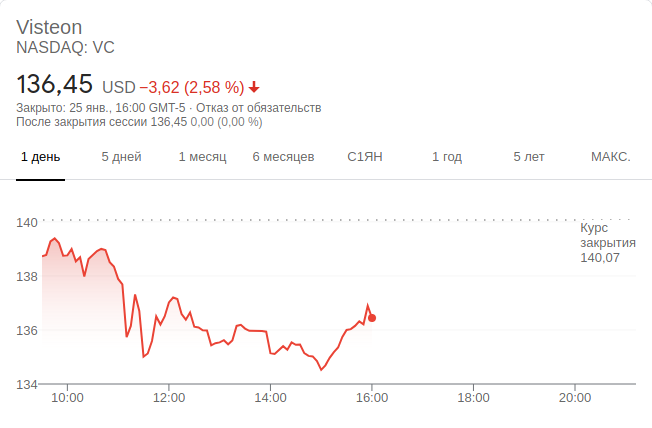 Visteon
NASDAQ: VC
136,45 USD −3,62 (2,58 %)
Закрыто: 25 янв., 16:00 GMT-5 · Отказ от обязательств
После закрытия сессии 136,45 0,00 (0,00 %)
1 день 5 дней 1 месяц 6 месяцев С1ЯН 1 год 5 лет МАКС.
140
Курс
закрытия
140,07
138
136
134
10:00 12:00 14:00 16:00 18:00 20:00